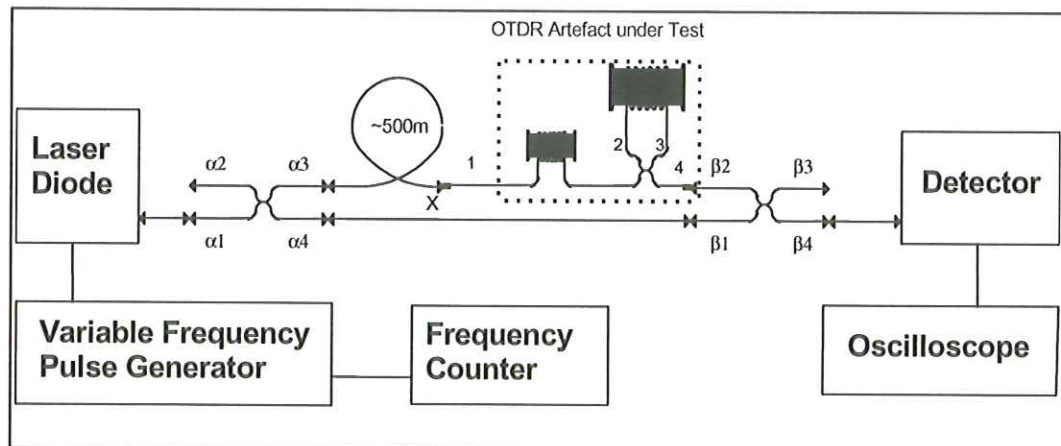 OTDR Artefact under Test
~500m
Laser
Diode
α2
α3
1
2
3
4
β2
β3
Detector
X
α1
α4
β1
β4
Variable Frequency
Pulse Generator
Frequency
Counter
Oscilloscope